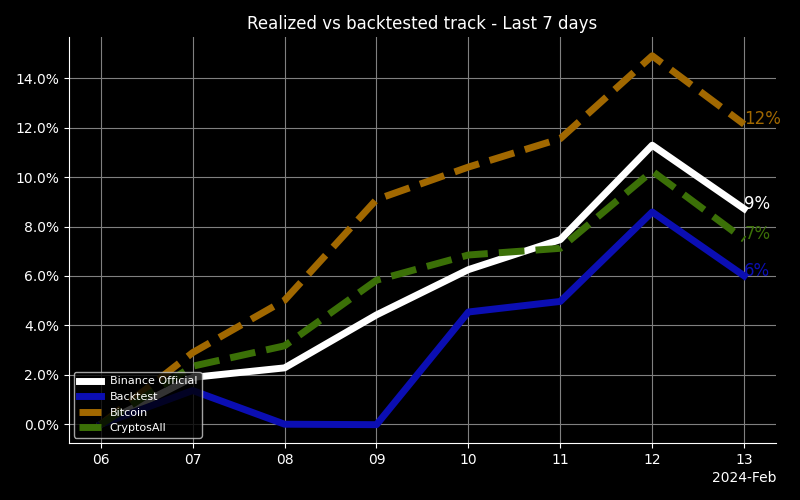 Realized vs backtested track - Last 7 days
14.0%
12.0%
10.0%
8.0%
6.0%
4.0%
2.0%
0.0%
12%
9%
7%
6%
Binance Official
Backtest
Bitcoin
CryptosAll
06 07 08 09 10 11 12 13
2024-Feb